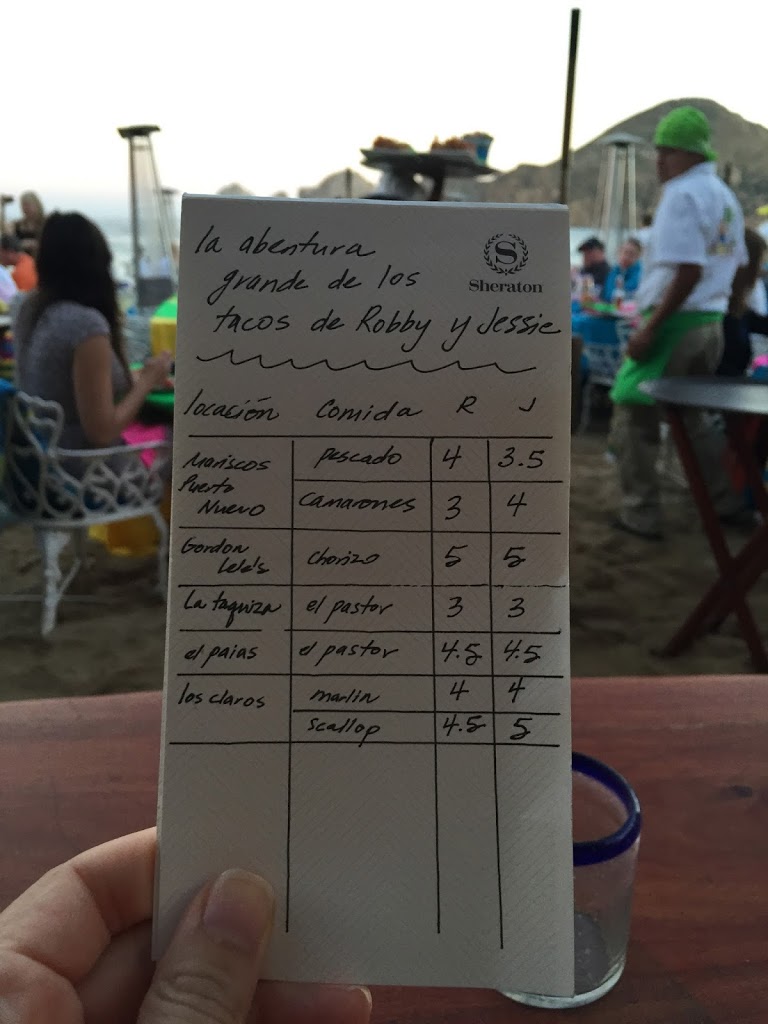 la abentura
grande de los
tacos de Robby y Jessie
S
Sheraton
locasión comida R J
Mariscos Puerto Nuevo pescado 4 3.5
camarones 3 4
Gordon Lele's chorizo 5 5
La taquiza el pastor 3 3
el paias el pastor 4.5 4.5
los claros marlin 4 4
scallop 4.5 5